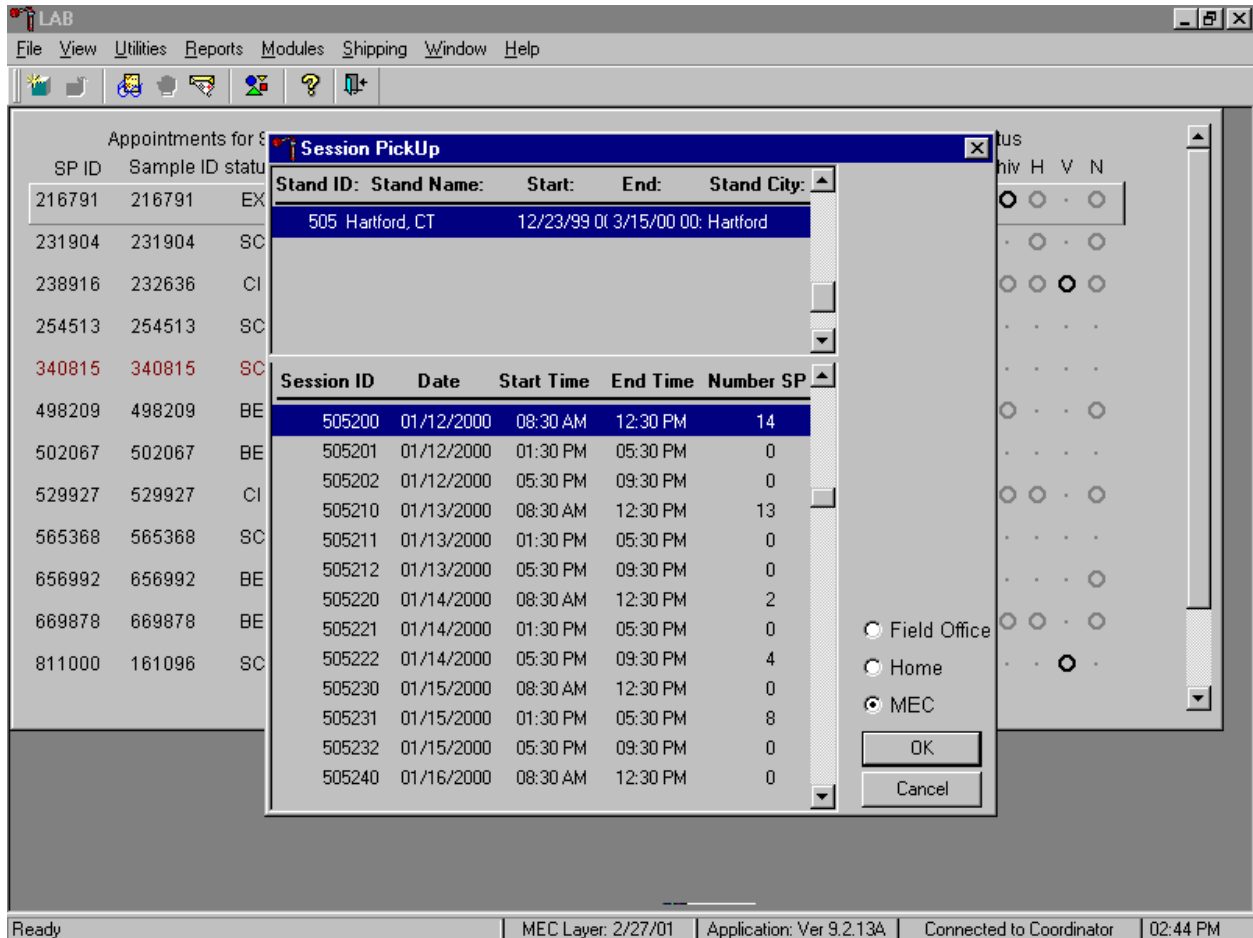 LAB
File View Utilities Reports Modules Shipping Window Help
Appointments for S
tus
SP ID Sample ID statu
hiv H V N
216791 216791 EX
231904 231904 SC
238916 232636 CI
254513 254513 SC
340815 340815 SC
498209 498209 BE
502067 502067 BE
529927 529927 CI
565368 565368 SC
656992 656992 BE
669878 669878 BE
811000 161096 SC
Session PickUp
Stand ID: Stand Name: Start: End: Stand City:
505 Hartford, CT 12/23/99 0( 3/15/00 00: Hartford
Session ID Date Start Time End Time Number SP
505200 01/12/2000 08:30 AM 12:30 PM 14
505201 01/12/2000 01:30 PM 05:30 PM 0
505202 01/12/2000 05:30 PM 09:30 PM 0
505210 01/13/2000 08:30 AM 12:30 PM 13
505211 01/13/2000 01:30 PM 05:30 PM 0
505212 01/13/2000 05:30 PM 09:30 PM 0
505220 01/14/2000 08:30 AM 12:30 PM 2
505221 01/14/2000 01:30 PM 05:30 PM 0
505222 01/14/2000 05:30 PM 09:30 PM 4
505230 01/15/2000 08:30 AM 12:30 PM 0
505231 01/15/2000 01:30 PM 05:30 PM 8
505232 01/15/2000 05:30 PM 09:30 PM 0
505240 01/16/2000 08:30 AM 12:30 PM 0
Field Office
Home
MEC
OK
Cancel
Ready MEC Layer: 2/27/01 Application: Ver 9.2.13A Connected to Coordinator 02:44 PM